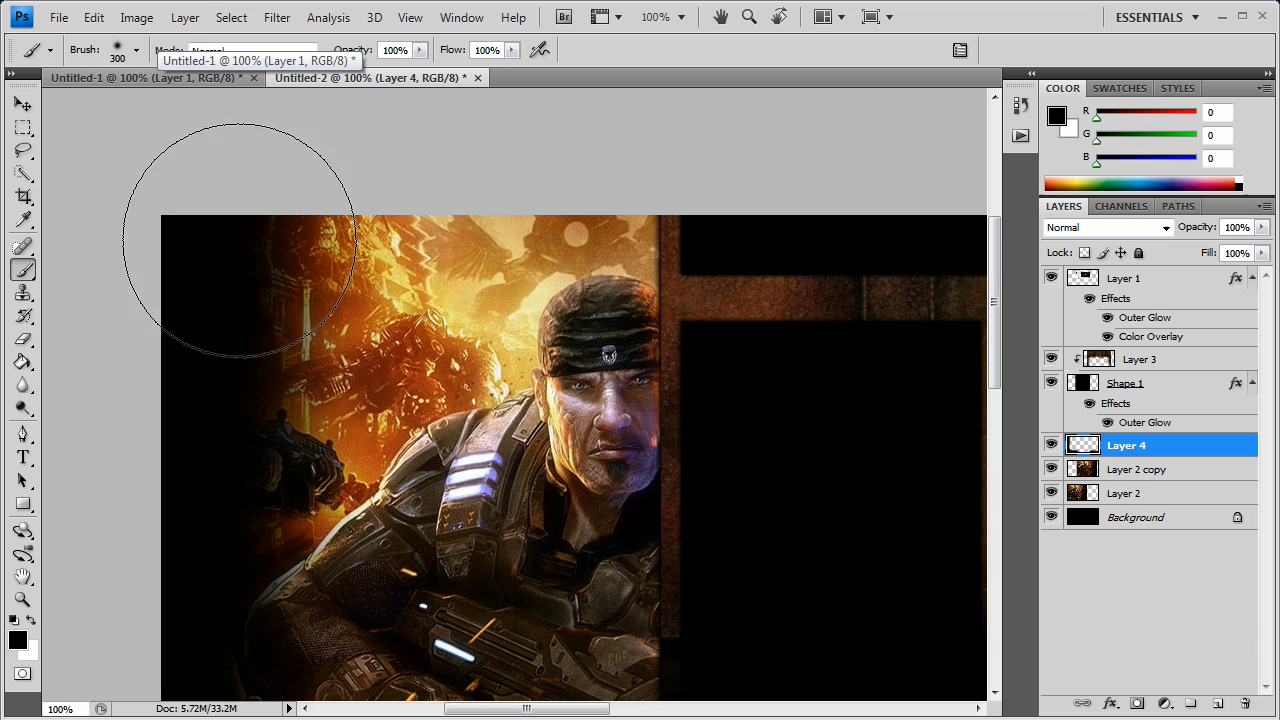 Ps File Edit Image Layer Select Filter Analysis 3D View Window Help Br 100% ESSENTIALS
Brush: 300 Mode: Normal Opacity: 100% Flow: 100%
Untitled-1 @ 100% (Layer 1, RGB/8) *
Untitled-1 @ 100% (Layer 1, RGB/8) * Untitled-2 @ 100% (Layer 4, RGB/8) *
COLOR SWATCHES STYLES
R 0
G 0
B 0
LAYERS CHANNELS PATHS
Normal Opacity: 100%
Lock: Fill: 100%
Layer 1 fx
Effects
Outer Glow
Color Overlay
Layer 3
Shape 1 fx
Effects
Outer Glow
Layer 4
Layer 2 copy
Layer 2
Background
100% Doc: 5.72M/33.2M